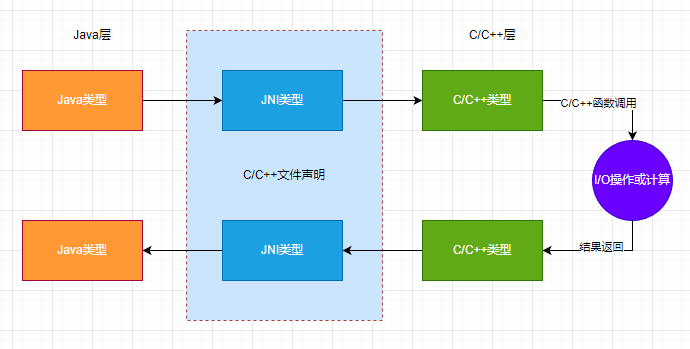 Java层
C/C++层
Java类型
JNI类型
C/C++类型
C/C++函数调用
I/O操作或计算
C/C++文件声明
Java类型
JNI类型
C/C++类型
结果返回